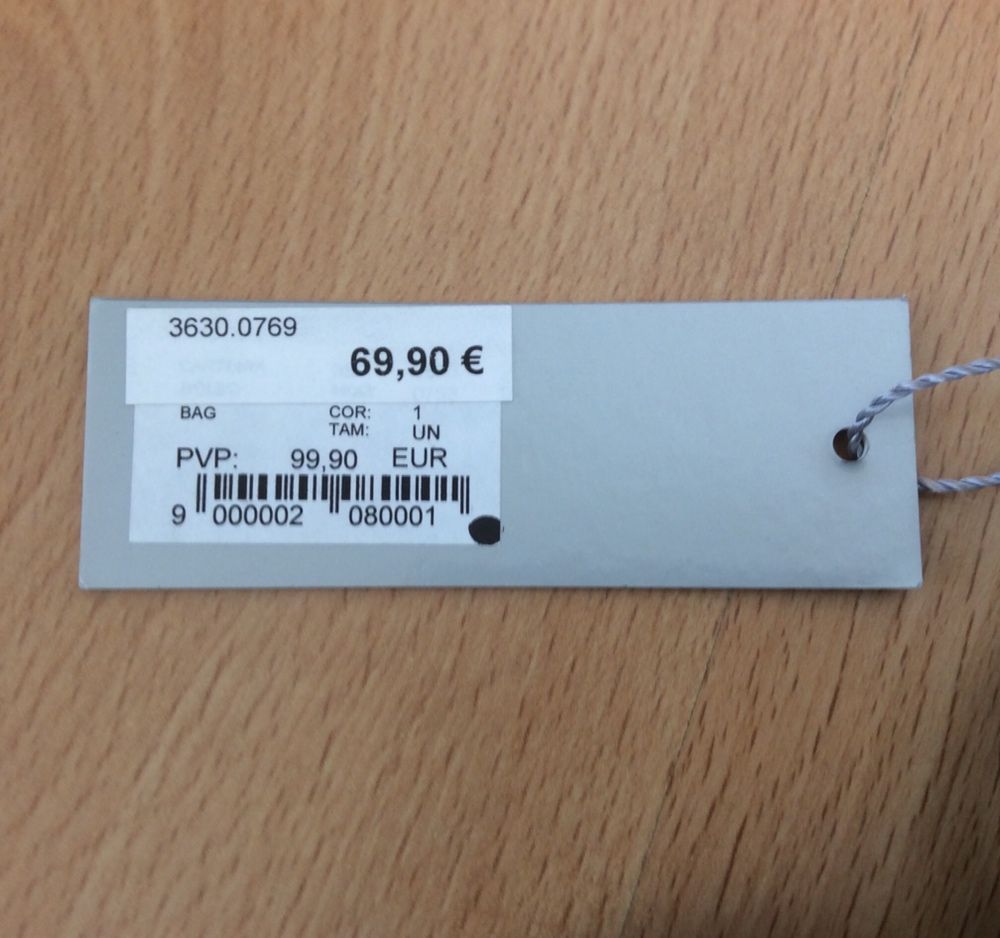 3630.0769
69,90 €
BAG COR: 1
TAM: UN
PVP: 99,90 EUR
9 000002 080001